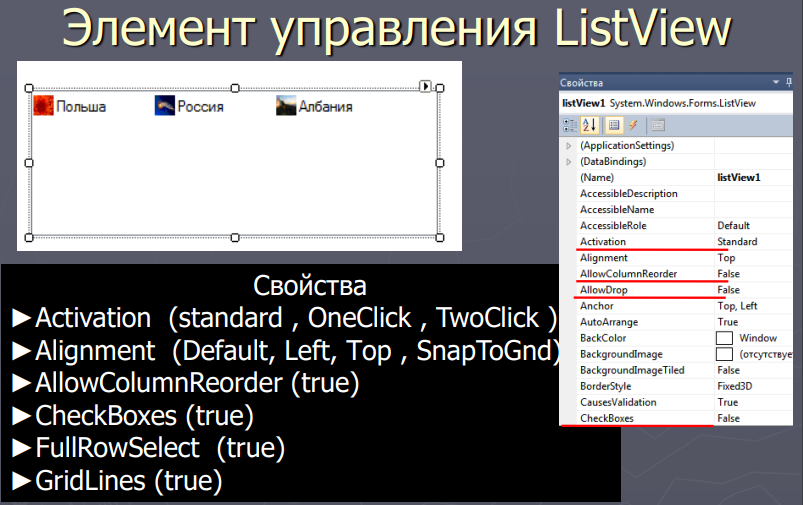 Элемент управления ListView
Польша
Россия
Албания
Свойства
►Activation (standard , OneClick , TwoClick )
►Alignment (Default, Left, Top , SnapToGnd)
►AllowColumnReorder (true)
►CheckBoxes (true)
►FullRowSelect (true)
►GridLines (true)
Свойства
listView1 System.Windows.Forms.ListView
(ApplicationSettings)
(DataBindings)
(Name) listView1
AccessibleDescription
AccessibleName
AccessibleRole Default
Activation Standard
Alignment Top
AllowColumnReorder False
AllowDrop False
Anchor Top, Left
AutoArrange True
BackColor Window
BackgroundImage (отсутствует
BackgroundImageTiled False
BorderStyle Fixed3D
CausesValidation True
CheckBoxes False